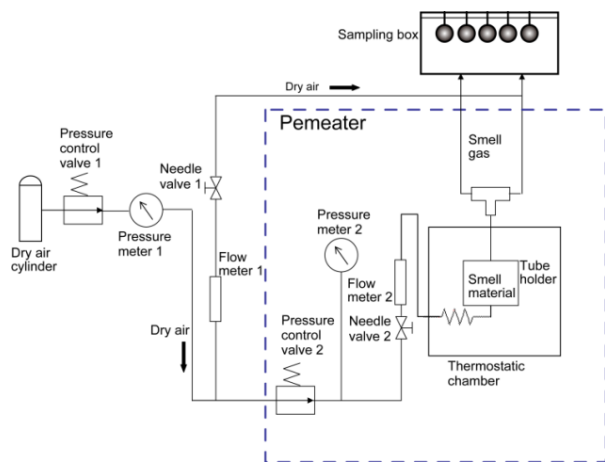 Sampling box
Dry air
Pemeater
Pressure
control
valve 1
Smell
gas
Needle
valve 1
Pressure
meter 2
Dry air
cylinder
Pressure
meter 1
Flow
meter 1
Flow
meter 2
Smell
material
Tube
holder
Dry air
Pressure
control
valve 2
Needle
valve 2
Thermostatic
chamber